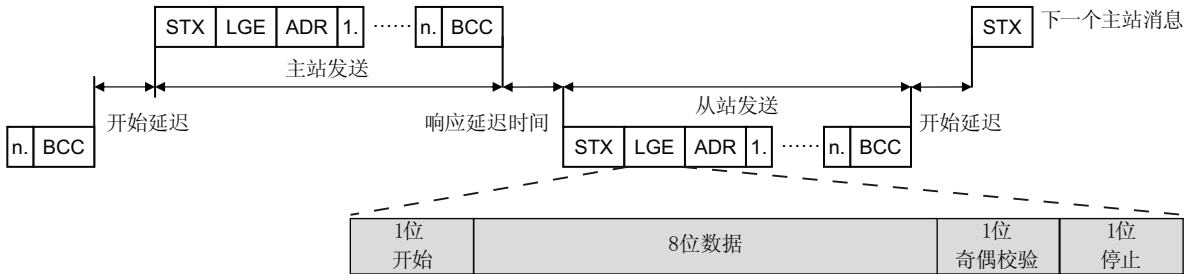 STX LGE ADR 1. ...... n. BCC
STX 下一个主站消息
主站发送
从站发送
开始延迟
响应延迟时间
开始延迟
n. BCC
STX LGE ADR 1. ...... n. BCC
1位
开始
8位数据
1位
奇偶校验
1位
停止